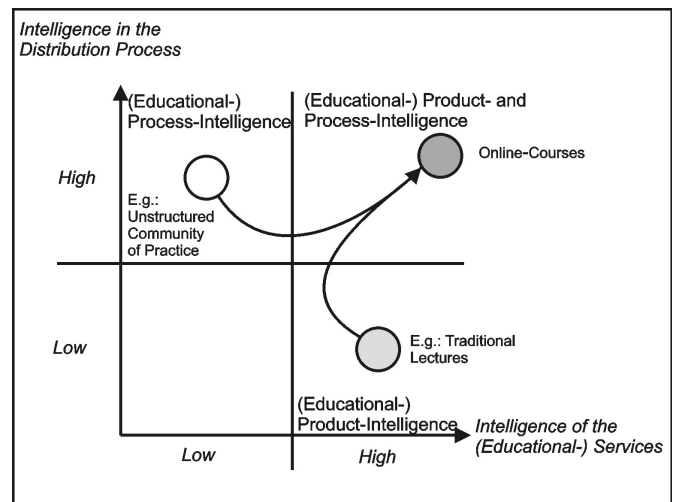 Intelligence in the
Distribution Process
(Educational-)
Process-Intelligence
(Educational-) Product- and
Process-Intelligence
Online-Courses
High
E.g.:
Unstructured
Community
of Practice
Low
E.g.: Traditional
Lectures
(Educational-)
Product-Intelligence
Intelligence of the
(Educational-) Services
Low
High